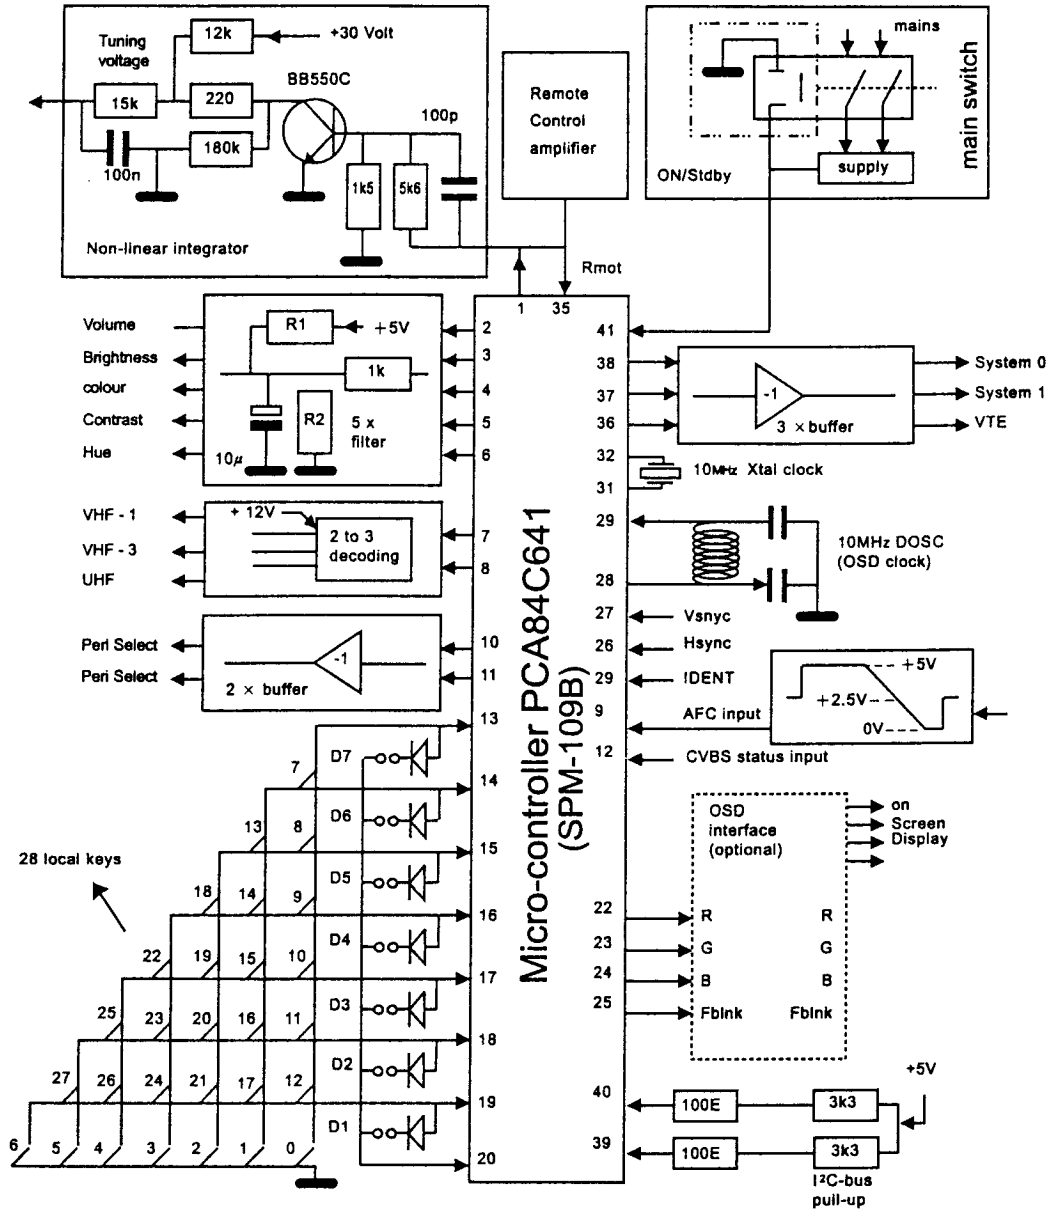 Tuning
voltage
12k
+30 Volt
BB550C
15k
220
180k
100n
1k5
5k6
100p
Non-linear integrator
Remote
Control
amplifier
mains
main switch
supply
ON/Stdby
Rmot
1
35
Micro-controller PCA84C641
(SPM-109B)
Volume
Brightness
colour
Contrast
Hue
R1
+5V
1k
R2
5 x
filter
10µ
2
3
4
5
6
VHF - 1
VHF - 3
UHF
+ 12V
2 to 3
decoding
7
8
Peri Select
Peri Select
-1
2 × buffer
10
11
41
38
37
36
-1
3 × buffer
System 0
System 1
VTE
32
31
10MHz Xtal clock
29
28
10MHz DOSC
(OSD clock)
27
Vsnyc
26
Hsync
29
IDENT
9
AFC input
+5V
+2.5V
0V
12
CVBS status input
13
14
15
16
17
18
19
20
D7
D6
D5
D4
D3
D2
D1
28 local keys
7
13
8
18
14
9
22
19
15
10
25
23
20
16
11
27
26
24
21
17
12
6
5
4
3
2
1
0
OSD
interface
(optional)
on
Screen
Display
22
R
R
23
G
G
24
B
B
25
Fblnk
Fblnk
40
100E
3k3
+5V
39
100E
3k3
I²C-bus
pull-up